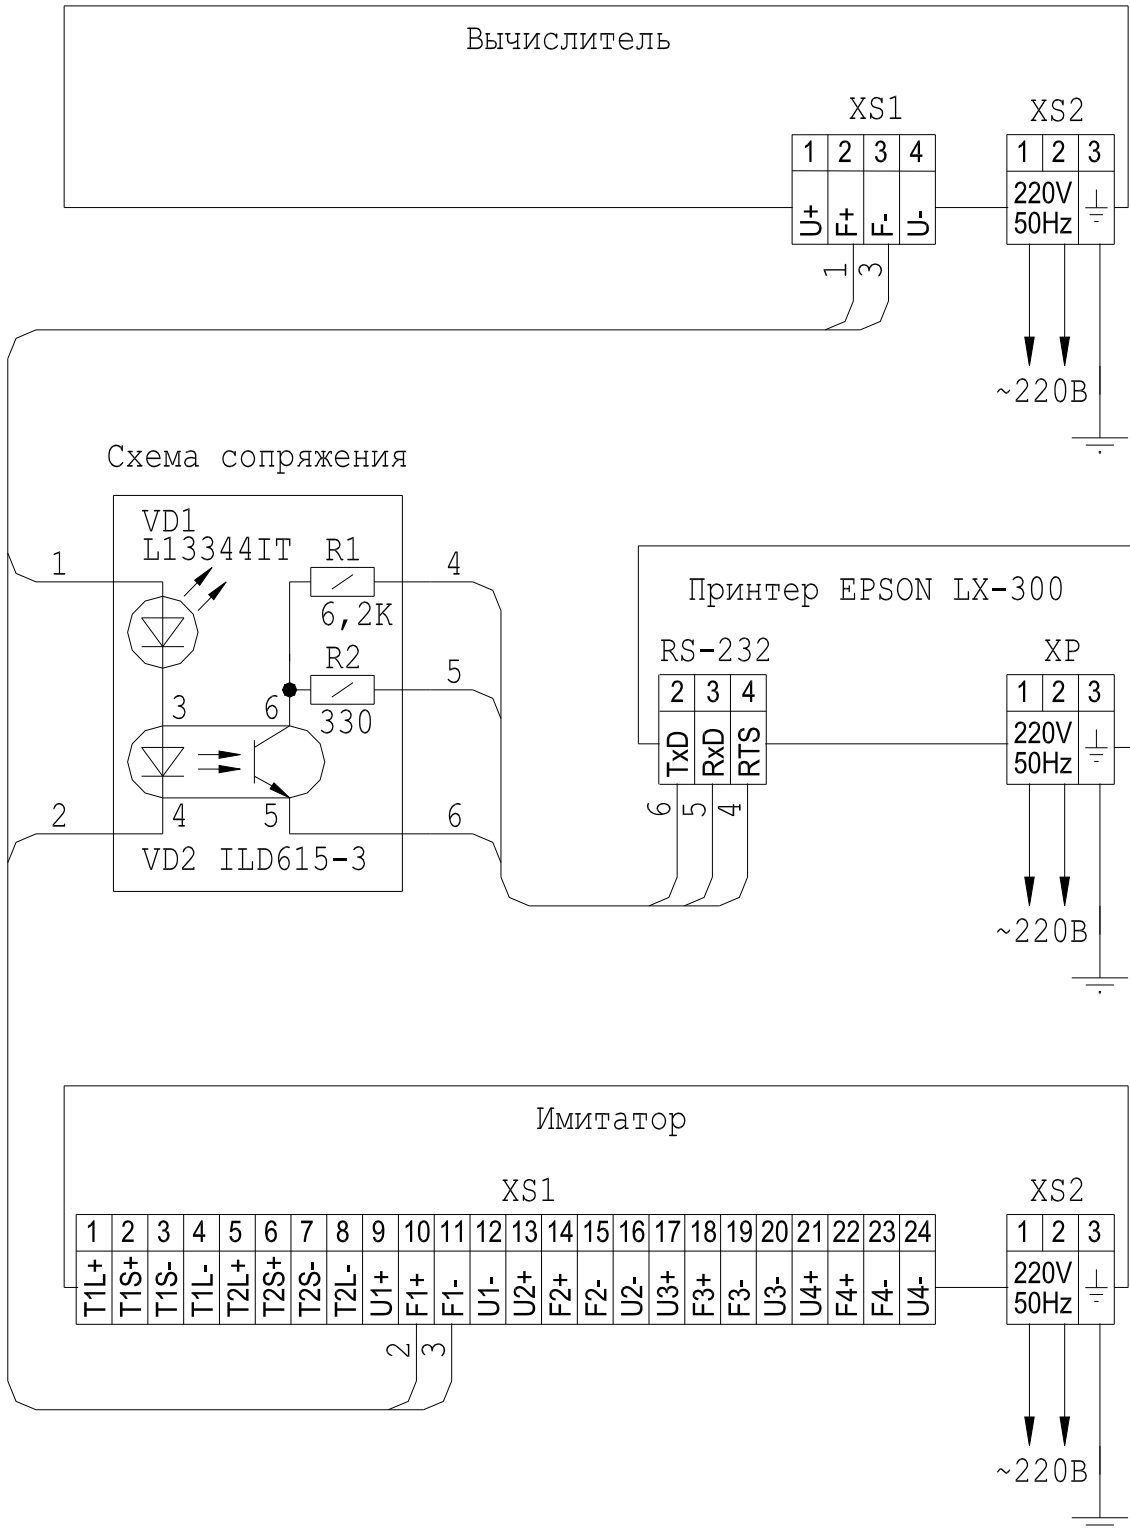 Вычислитель
XS1
XS2
1 2 3 4
1 2 3
U+ F+ F- U-
220V
50Hz
1 3
~220В
Схема сопряжения
VD1
L13344IT
R1
1
4
6,2К
R2
5
330
3
6
4
5
2
6
VD2 ILD615-3
Принтер EPSON LX-300
RS-232
XP
2 3 4
1 2 3
TxD RxD RTS
220V
50Hz
6 5 4
~220В
Имитатор
XS1
XS2
1 2 3 4 5 6 7 8 9 10 11 12 13 14 15 16 17 18 19 20 21 22 23 24
1 2 3
T1L+ T1S+ T1S- T1L- T2L+ T2S+ T2S- T2L- U1+ F1+ F1- U1- U2+ F2+ F2- U2- U3+ F3+ F3- U3- U4+ F4+ F4- U4-
220V
50Hz
2 3
~220В